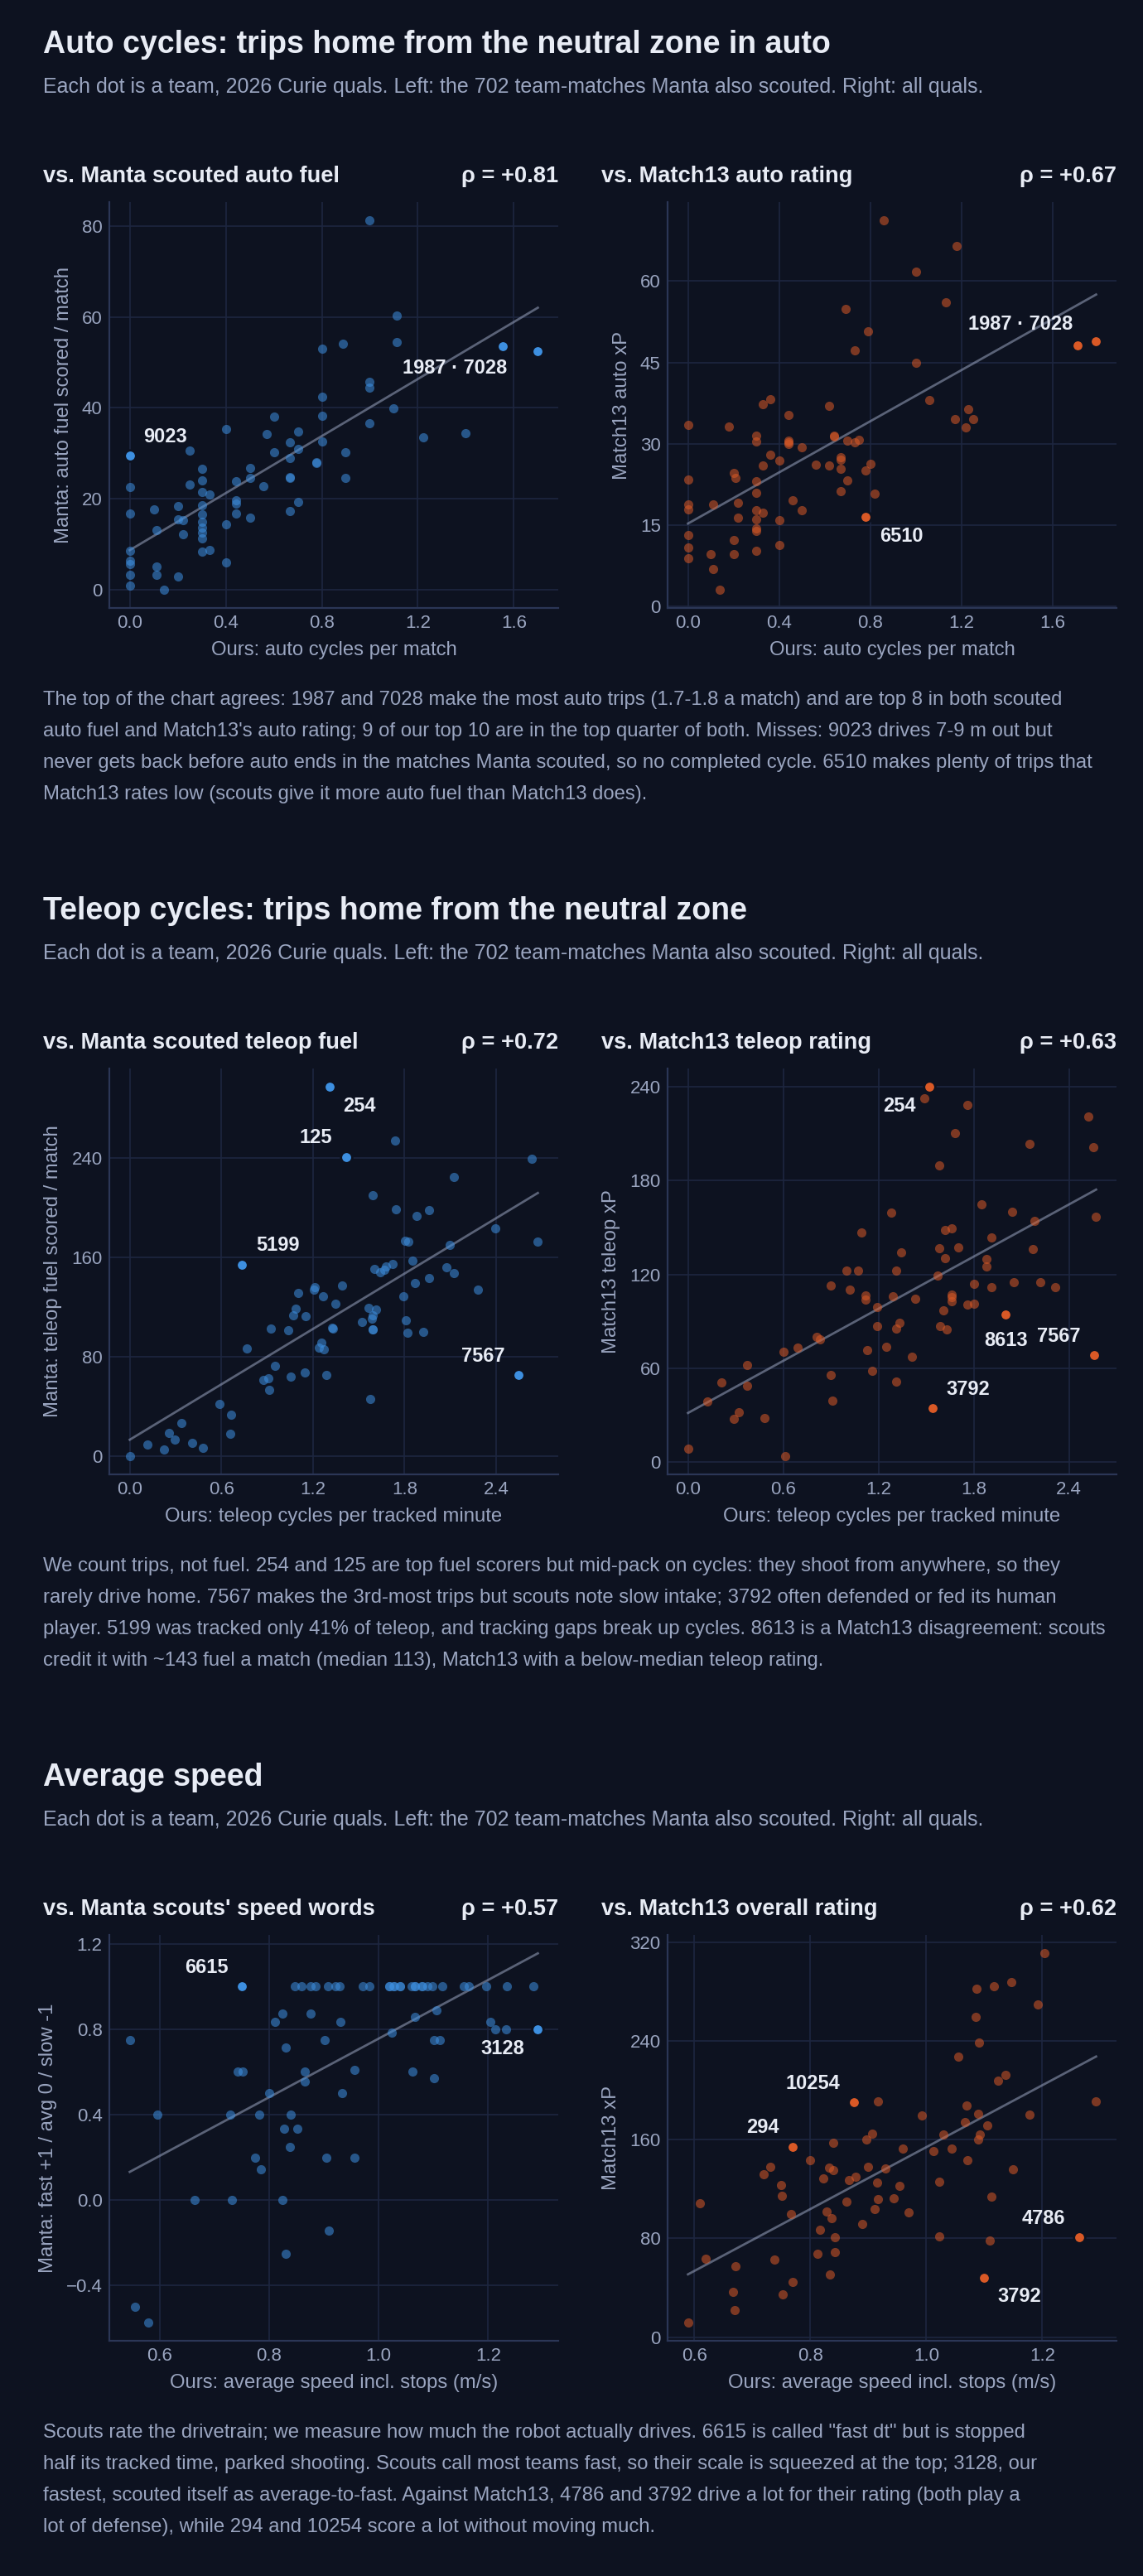 Auto cycles: trips home from the neutral zone in auto
Each dot is a team, 2026 Curie quals. Left: the 702 team-matches Manta also scouted. Right: all quals.
vs. Manta scouted auto fuel
ρ = +0.81
Manta: auto fuel scored / match
80
60
40
20
0
9023
1987 · 7028
0.0
0.4
0.8
1.2
1.6
Ours: auto cycles per match
vs. Match13 auto rating
ρ = +0.67
Match13 auto xP
60
45
30
15
0
1987 · 7028
6510
0.0
0.4
0.8
1.2
1.6
Ours: auto cycles per match
The top of the chart agrees: 1987 and 7028 make the most auto trips (1.7-1.8 a match) and are top 8 in both scouted
auto fuel and Match13's auto rating; 9 of our top 10 are in the top quarter of both. Misses: 9023 drives 7-9 m out but
never gets back before auto ends in the matches Manta scouted, so no completed cycle. 6510 makes plenty of trips that
Match13 rates low (scouts give it more auto fuel than Match13 does).
Teleop cycles: trips home from the neutral zone
Each dot is a team, 2026 Curie quals. Left: the 702 team-matches Manta also scouted. Right: all quals.
vs. Manta scouted teleop fuel
ρ = +0.72
Manta: teleop fuel scored / match
240
160
80
0
254
125
5199
7567
0.0
0.6
1.2
1.8
2.4
Ours: teleop cycles per tracked minute
vs. Match13 teleop rating
ρ = +0.63
Match13 teleop xP
240
180
120
60
0
254
8613
7567
3792
0.0
0.6
1.2
1.8
2.4
Ours: teleop cycles per tracked minute
We count trips, not fuel. 254 and 125 are top fuel scorers but mid-pack on cycles: they shoot from anywhere, so they
rarely drive home. 7567 makes the 3rd-most trips but scouts note slow intake; 3792 often defended or fed its human
player. 5199 was tracked only 41% of teleop, and tracking gaps break up cycles. 8613 is a Match13 disagreement: scouts
credit it with ~143 fuel a match (median 113), Match13 with a below-median teleop rating.
Average speed
Each dot is a team, 2026 Curie quals. Left: the 702 team-matches Manta also scouted. Right: all quals.
vs. Manta scouts' speed words
ρ = +0.57
Manta: fast +1 / avg 0 / slow -1
1.2
0.8
0.4
0.0
−0.4
6615
3128
0.6
0.8
1.0
1.2
Ours: average speed incl. stops (m/s)
vs. Match13 overall rating
ρ = +0.62
Match13 xP
320
240
160
80
0
10254
294
4786
3792
0.6
0.8
1.0
1.2
Ours: average speed incl. stops (m/s)
Scouts rate the drivetrain; we measure how much the robot actually drives. 6615 is called "fast dt" but is stopped
half its tracked time, parked shooting. Scouts call most teams fast, so their scale is squeezed at the top; 3128, our
fastest, scouted itself as average-to-fast. Against Match13, 4786 and 3792 drive a lot for their rating (both play a
lot of defense), while 294 and 10254 score a lot without moving much.